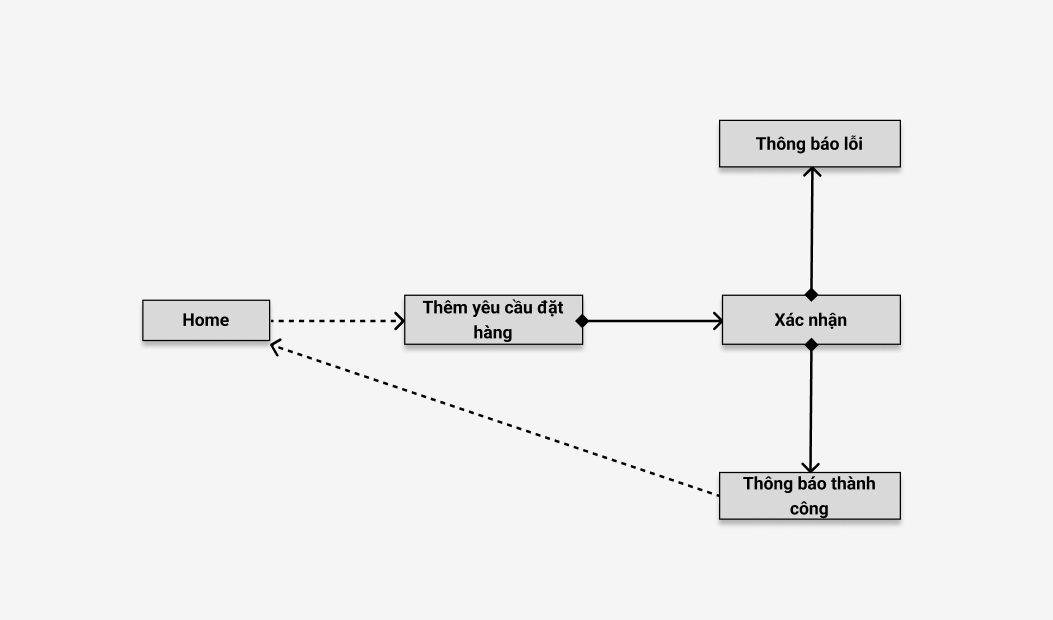 Thông báo lỗi
Home
Thêm yêu cầu đặt
hàng
Xác nhận
Thông báo thành
công